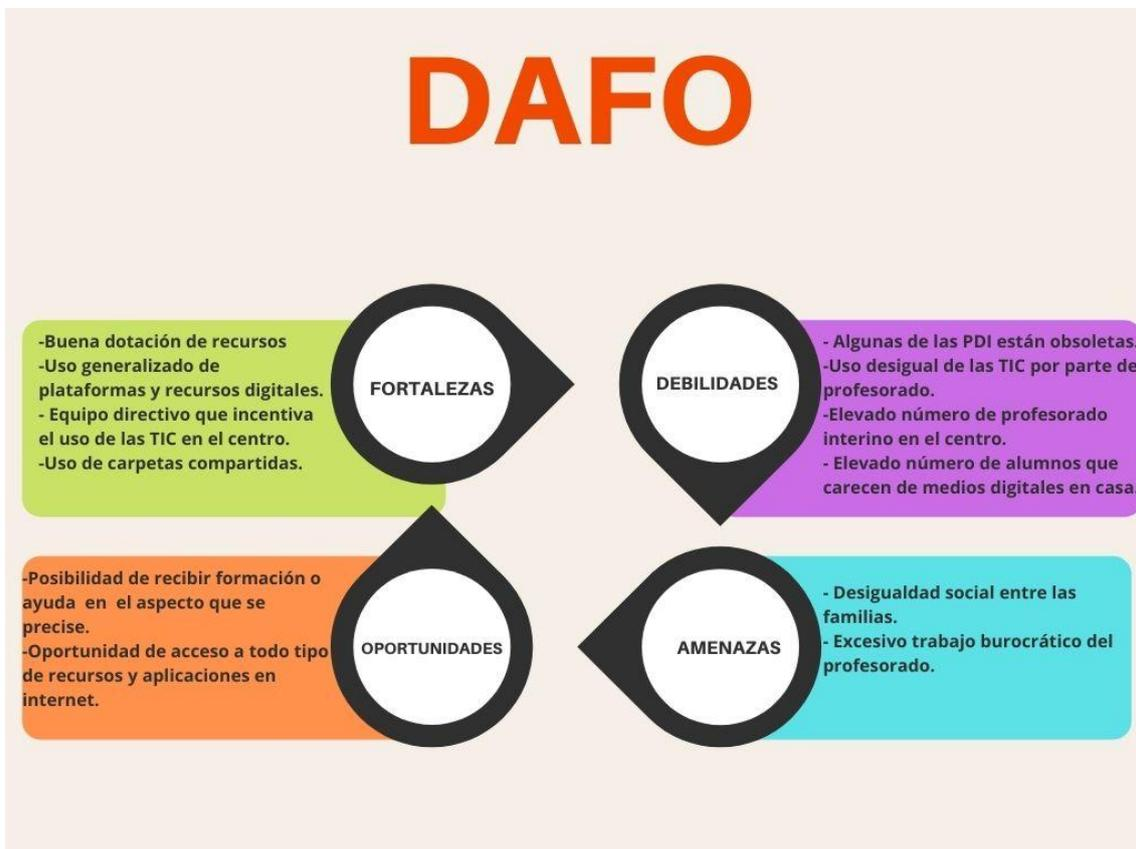 DAFO
-Buena dotación de recursos
-Uso generalizado de
plataformas y recursos digitales.
- Equipo directivo que incentiva
el uso de las TIC en el centro.
-Uso de carpetas compartidas.
FORTALEZAS
DEBILIDADES
- Algunas de las PDI están obsoletas.
-Uso desigual de las TIC por parte de
profesorado.
-Elevado número de profesorado
interino en el centro.
- Elevado número de alumnos que
carecen de medios digitales en casa.
-Posibilidad de recibir formación o
ayuda en el aspecto que se
precise.
-Oportunidad de acceso a todo tipo
de recursos y aplicaciones en
internet.
OPORTUNIDADES
AMENAZAS
- Desigualdad social entre las
familias.
- Excesivo trabajo burocrático del
profesorado.